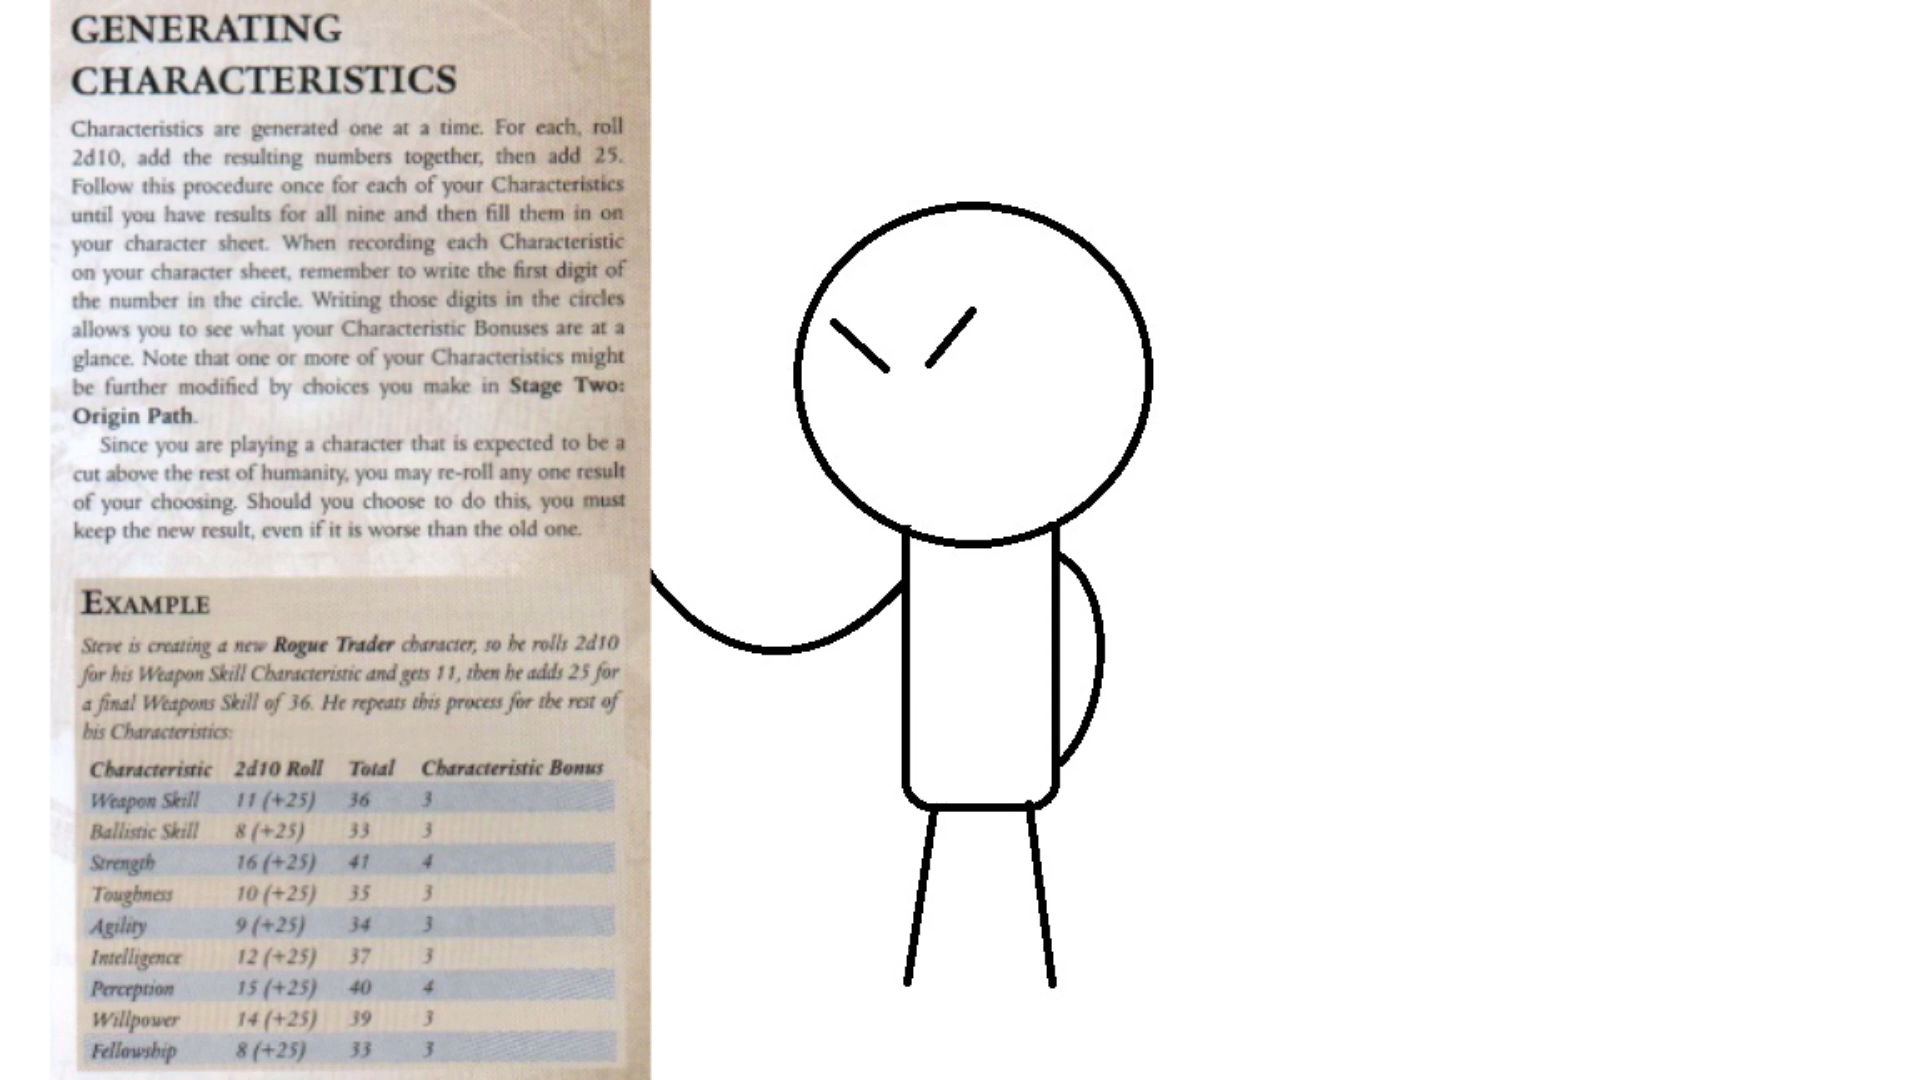 GENERATING
CHARACTERISTICS
Characteristics are generated one at a time. For each, roll
2d10, add the resulting numbers together, then add 25.
Follow this procedure once for each of your Characteristics
until you have results for all nine and then fill them in on
your character sheet. When recording each Characteristic
on your character sheet, remember to write the first digit of
the number in the circle. Writing those digits in the circles
allows you to see what your Characteristic Bonuses are at a
glance. Note that one or more of your Characteristics might
be further modified by choices you make in Stage Two:
Origin Path.
Since you are playing a character that is expected to be a
cut above the rest of humanity, you may re-roll any one result
of your choosing. Should you choose to do this, you must
keep the new result, even if it is worse than the old one.
EXAMPLE
Steve is creating a new Rogue Trader character, so he rolls 2d10
for his Weapon Skill Characteristic and gets 11, then he adds 25 for
a final Weapons Skill of 36. He repeats this process for the rest of
his Characteristics:
Characteristic 2d10 Roll Total Characteristic Bonus
Weapon Skill 11 (+25) 36 3
Ballistic Skill 8 (+25) 33 3
Strength 16 (+25) 41 4
Toughness 10 (+25) 35 3
Agility 9 (+25) 34 3
Intelligence 12 (+25) 37 3
Perception 15 (+25) 40 4
Willpower 14 (+25) 39 3
Fellowship 8 (+25) 33 3